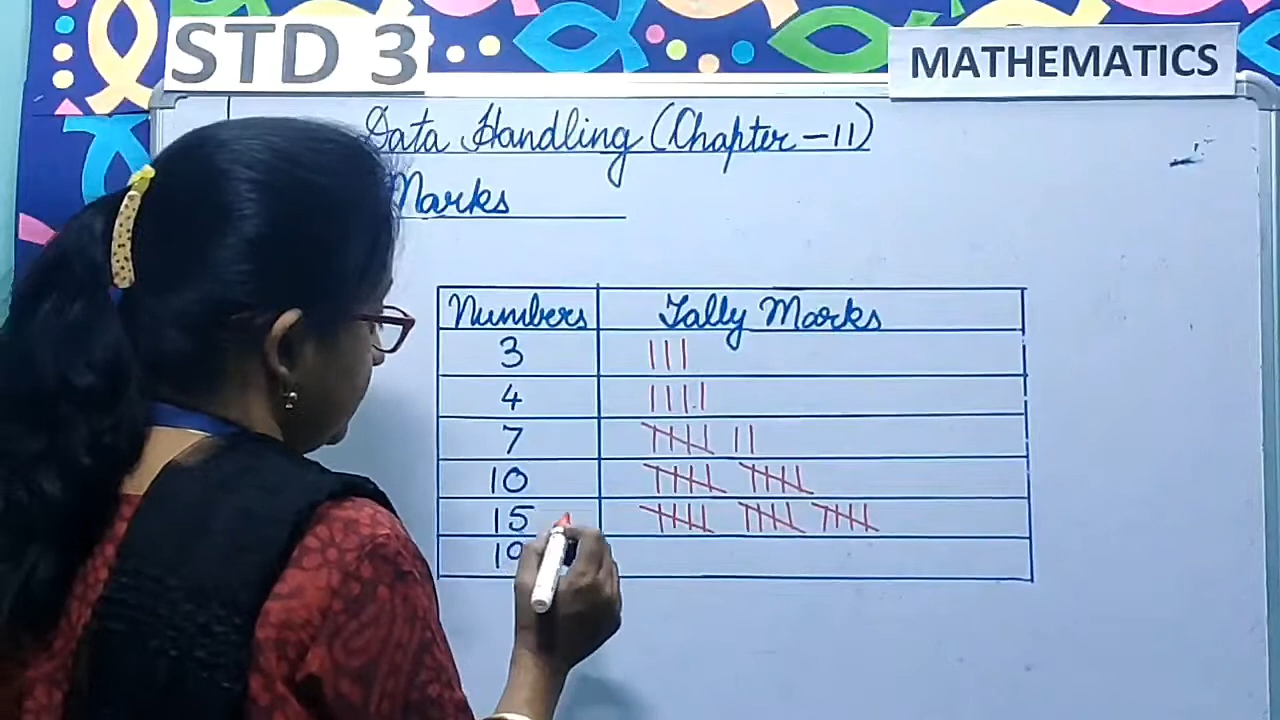 STD 3
MATHEMATICS
Data Handling (Chapter - 11)
Marks
Numbers Tally Marks
3
4
7
10
15